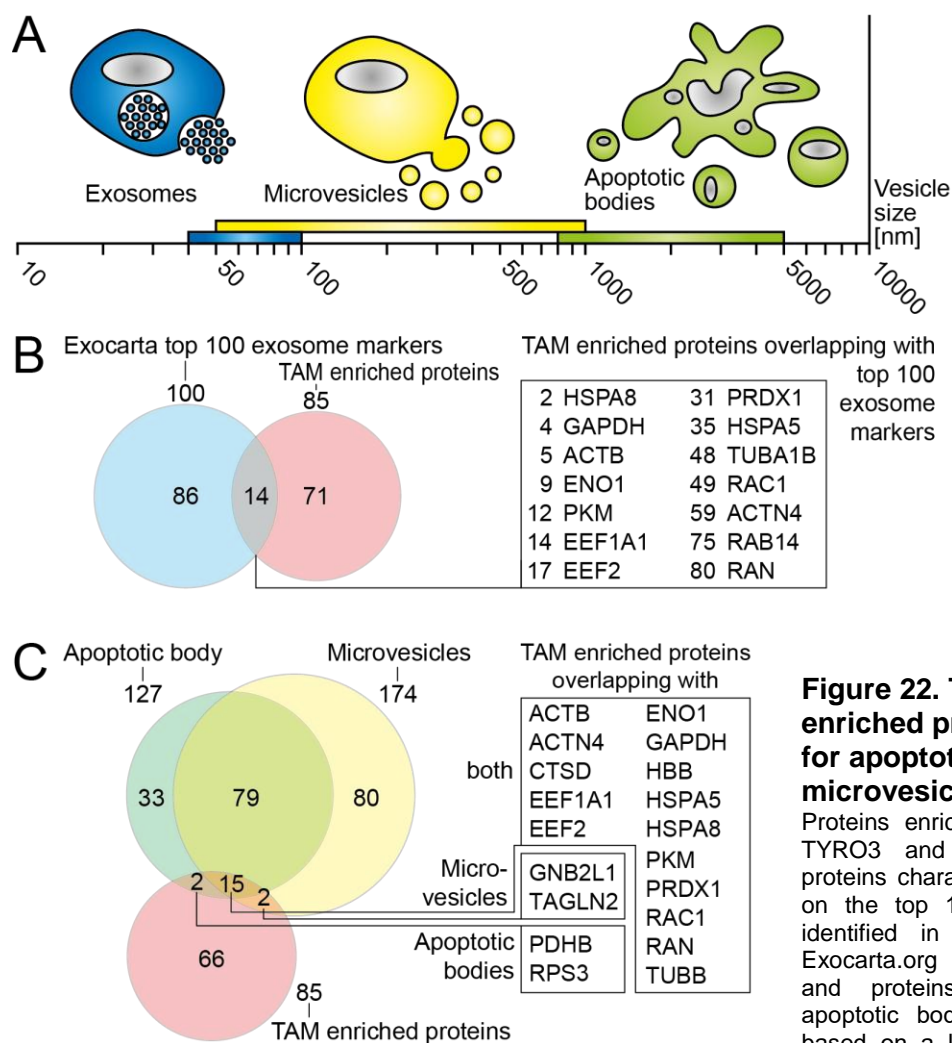 A
Exosomes
Microvesicles
Apoptotic
bodies
Vesicle
size
[nm]
10
50
100
500
1000
5000
10000
B
Exocarta top 100 exosome markers
100
TAM enriched proteins
85
86
14
71
TAM enriched proteins overlapping with
top 100
exosome
markers
2 HSPA8 31 PRDX1
4 GAPDH 35 HSPA5
5 ACTB 48 TUBA1B
9 ENO1 49 RAC1
12 PKM 59 ACTN4
14 EEF1A1 75 RAB14
17 EEF2 80 RAN
C
Apoptotic body
127
Microvesicles
174
33
79
80
2
15
2
66
85
TAM enriched proteins
TAM enriched proteins
overlapping with
both
ACTB ENO1
ACTN4 GAPDH
CTSD HBB
EEF1A1 HSPA5
EEF2 HSPA8
PKM
PRDX1
RAC1
RAN
TUBB
Micro-
vesicles
GNB2L1
TAGLN2
Apoptotic
bodies
PDHB
RPS3
Figure 22. T
enriched pr
for apoptot
microvesic
Proteins enric
TYRO3 and
proteins chara
on the top 1
identified in
Exocarta.org
and proteins
apoptotic bod